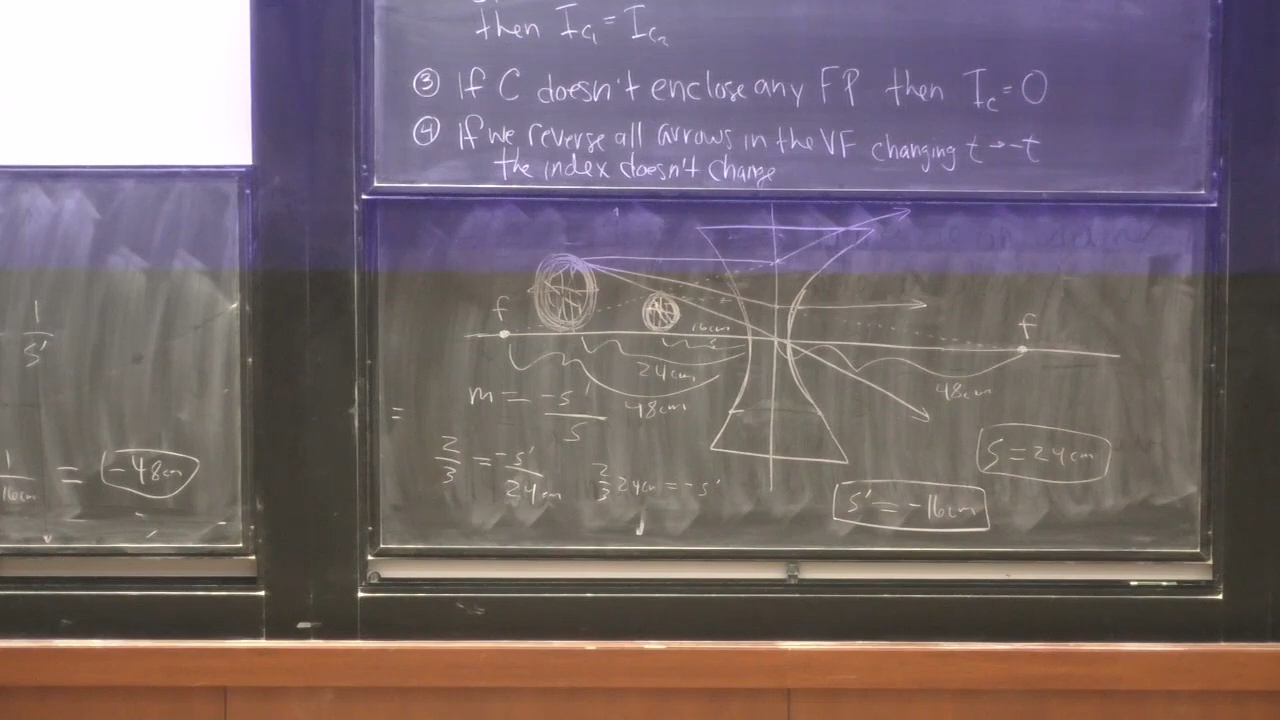 then I_C₁ = I_C₂
③ If C doesn't enclose any FP then I_C = 0
④ If we reverse all arrows in the VF changing t → -t
the index doesn't change
1/s'
1/16cm = -48cm
f
f
16cm
24cm
48cm
48cm
=
m = -s'/s
2/3 = -s'/24cm
2/3 24cm = -s'
s = 24cm
s' = -16cm